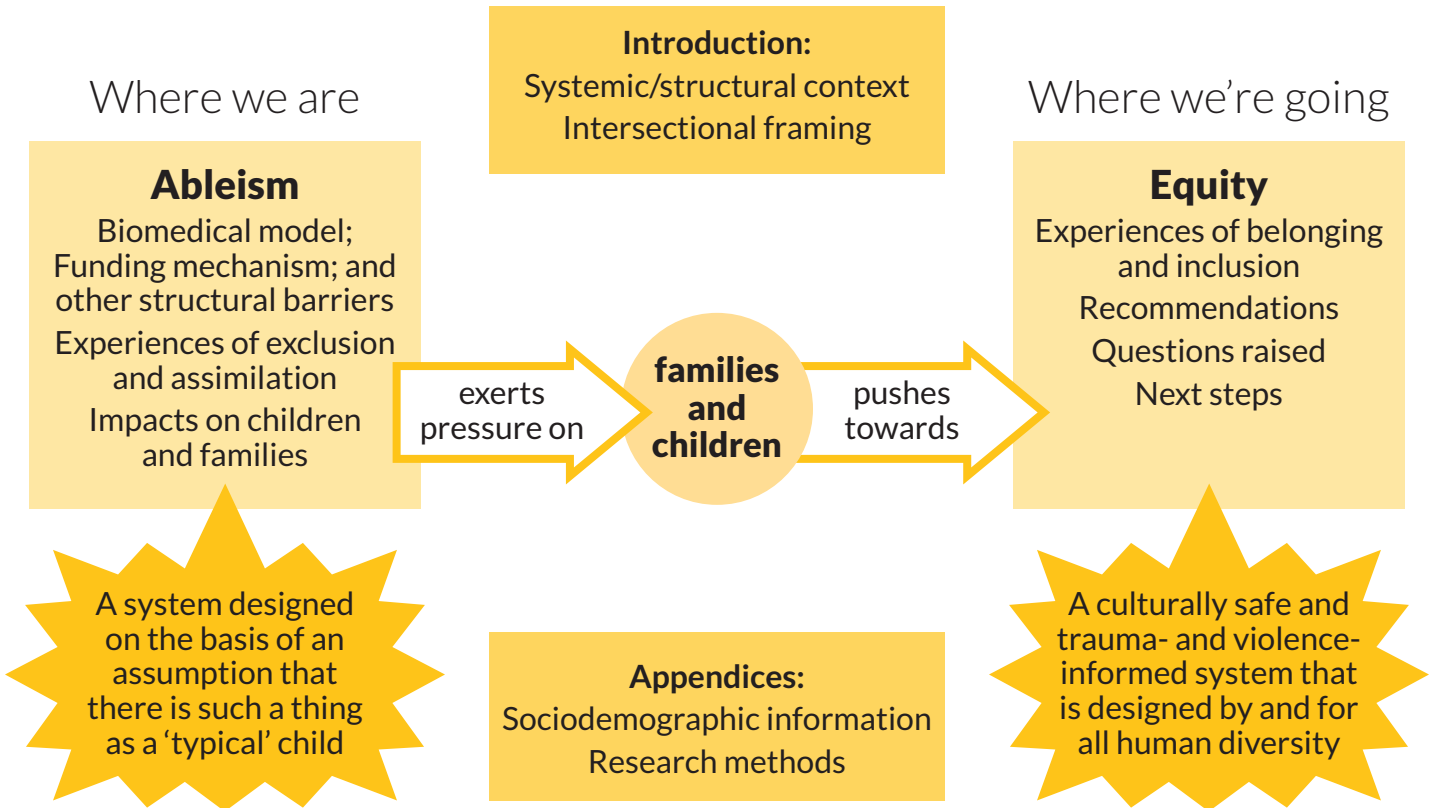 Introduction:
Systemic/structural context
Intersectional framing
Where we are
Ableism
Biomedical model;
Funding mechanism; and
other structural barriers
Experiences of exclusion
and assimilation
Impacts on children
and families
exerts
pressure on
families
and
children
pushes
towards
Where we’re going
Equity
Experiences of belonging
and inclusion
Recommendations
Questions raised
Next steps
A system designed
on the basis of an
assumption that
there is such a thing
as a ‘typical’ child
Appendices:
Sociodemographic information
Research methods
A culturally safe and
trauma- and violence-
informed system that
is designed by and for
all human diversity